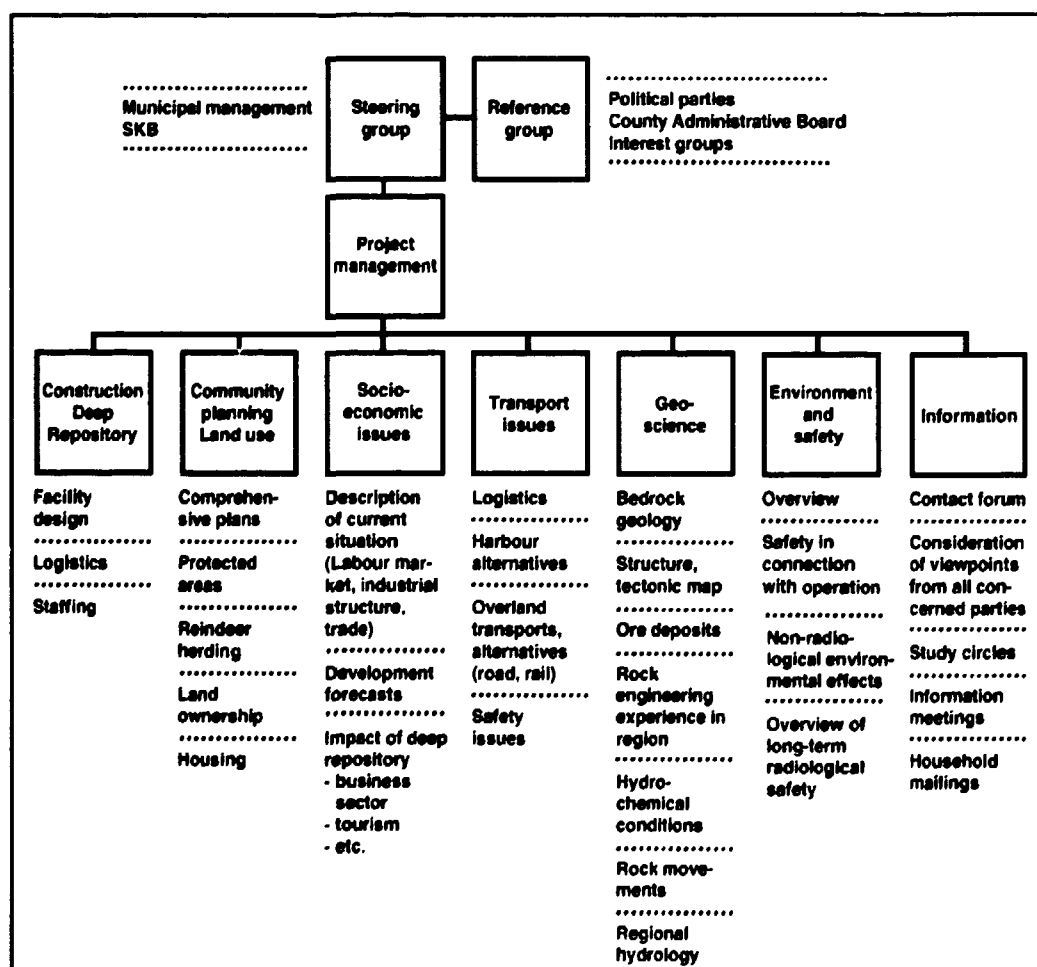 Municipal management
SKB
Steering
group
Reference
group
Political parties
County Administrative Board
Interest groups
Project
management
Construction
Deep
Repository
Community
planning
Land use
Socio-
economic
issues
Transport
issues
Geo-
science
Environment
and
safety
Information
Facility
design
Logistics
Staffing
Comprehen-
sive plans
Protected
areas
Reindeer
herding
Land
ownership
Housing
Description
of current
situation
(Labour mar-
ket, industrial
structure,
trade)
Development
forecasts
Impact of deep
repository
- business
sector
- tourism
- etc.
Logistics
Harbour
alternatives
Overland
transports,
alternatives
(road, rail)
Safety
issues
Bedrock
geology
Structure,
tectonic map
Ore deposits
Rock
engineering
experience in
region
Hydro-
chemical
conditions
Rock move-
ments
Regional
hydrology
Overview
Safety in
connection
with operation
Non-radio-
logical environ-
mental effects
Overview of
long-term
radiological
safety
Contact forum
Consideration
of viewpoints
from all con-
cerned parties
Study circles
Information
meetings
Household
mailings